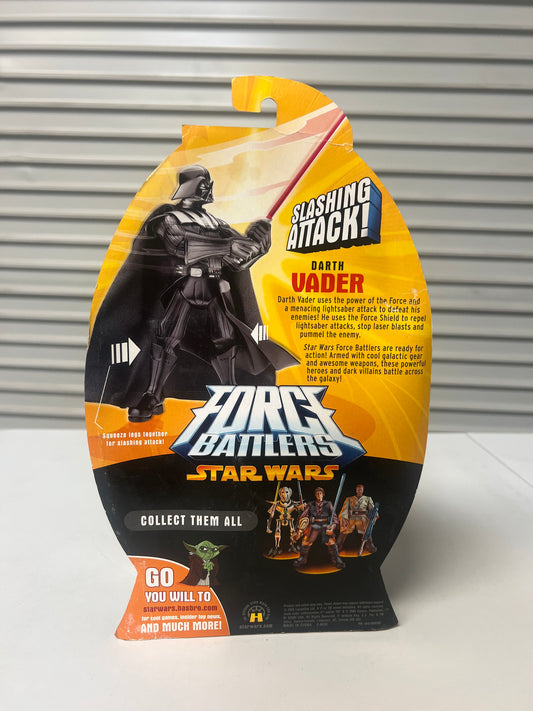 SLASHING
ATTACK!
DARTH
VADER
Darth Vader uses the power of the Force and
a menacing lightsaber attack to defeat his
enemies! He uses the Force Shield to repel
lightsaber attacks, stop laser blasts and
pummel the enemy.
Star Wars Force Battlers are ready for
action! Armed with cool galactic gear
and awesome weapons, these powerful
heroes and dark villains battle across
the galaxy!
Squeeze legs together
for slashing attack!
FORCE
BATTLERS
STAR WARS
COLLECT THEM ALL
GO
YOU WILL TO
starwars.hasbro.com
for cool games, insider toy news,
AND MUCH MORE!
starwars.com